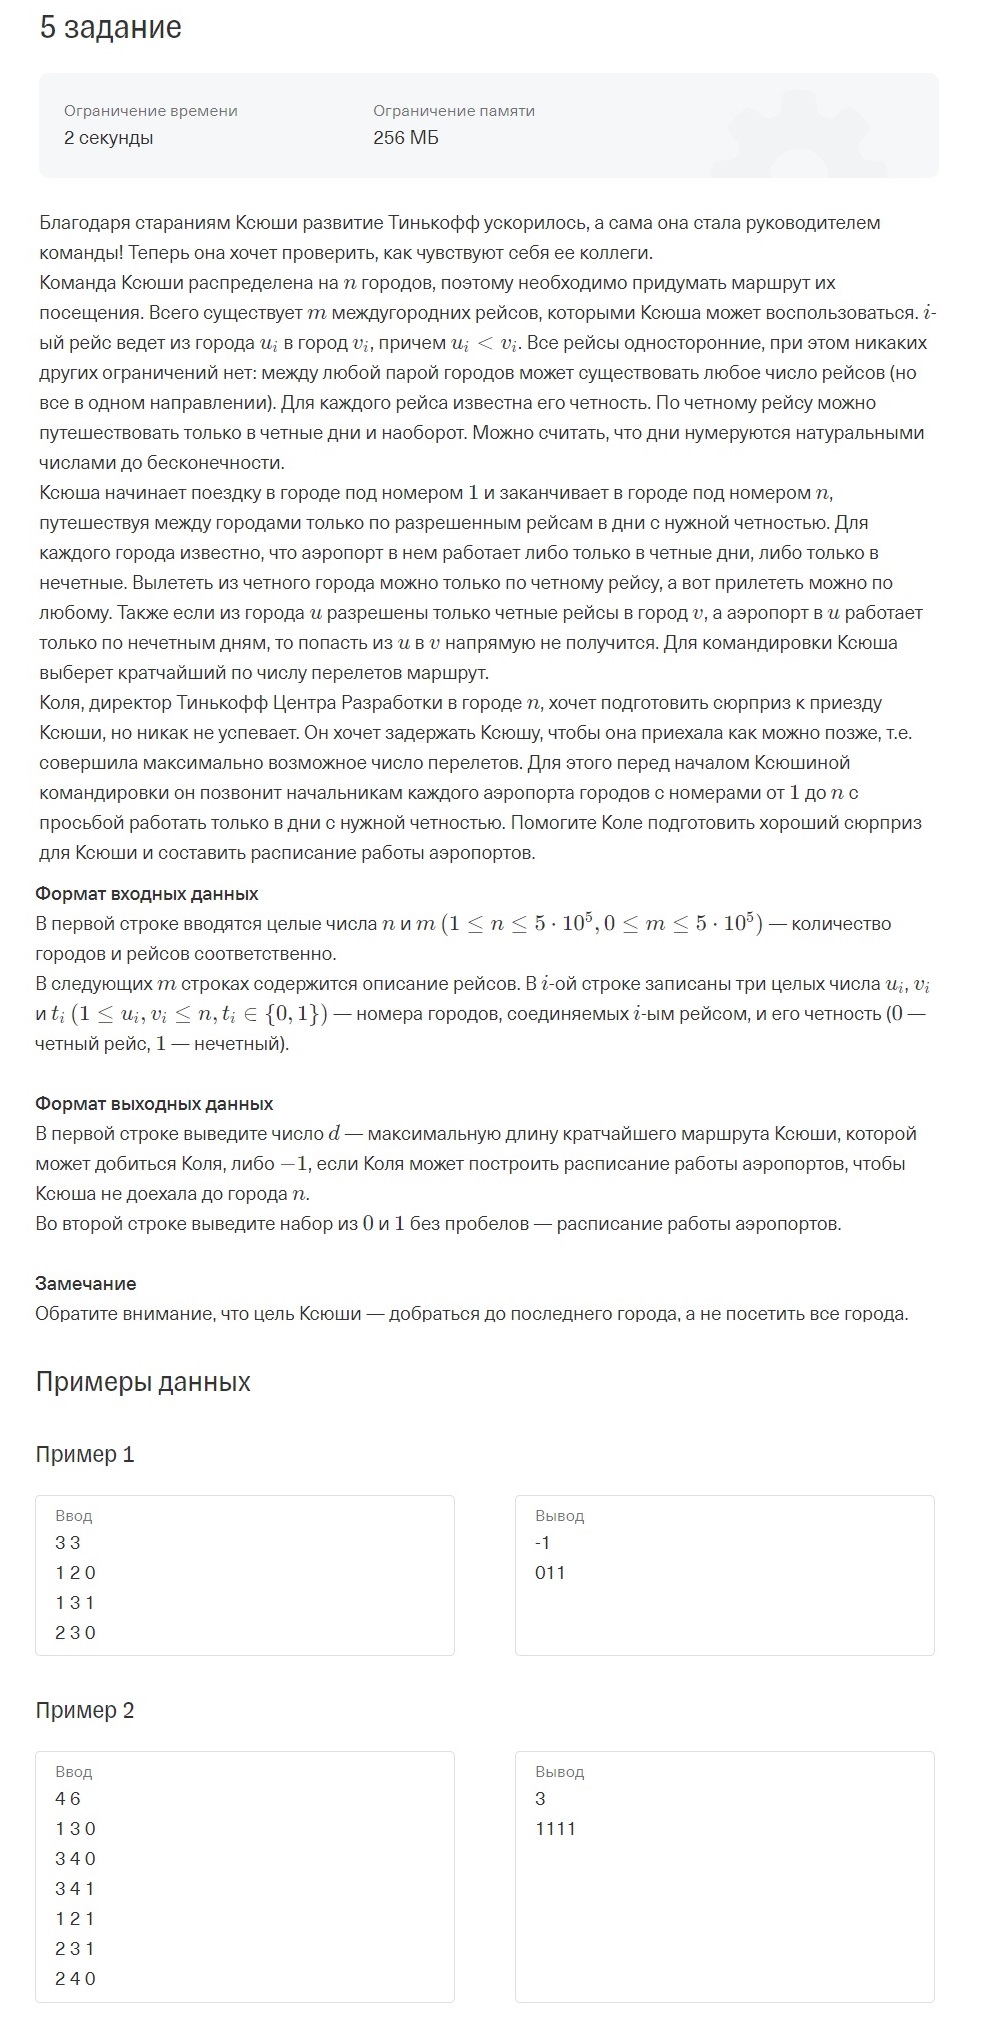 5 задание
Ограничение времени
Ограничение памяти
2 секунды
256 МБ
Благодаря стараниям Ксюши развитие Тинькофф ускорилось, а сама она стала руководителем
команды! Теперь она хочет проверить, как чувствуют себя ее коллеги.
Команда Ксюши распределена на n городов, поэтому необходимо придумать маршрут их
посещения. Всего существует m междугородних рейсов, которыми Ксюша может воспользоваться. i-
ый рейс ведет из города u_i в город v_i, причем u_i < v_i. Все рейсы односторонние, при этом никаких
других ограничений нет: между любой парой городов может существовать любое число рейсов (но
все в одном направлении). Для каждого рейса известна его четность. По четному рейсу можно
путешествовать только в четные дни и наоборот. Можно считать, что дни нумеруются натуральными
числами до бесконечности.
Ксюша начинает поездку в городе под номером 1 и заканчивает в городе под номером n,
путешествуя между городами только по разрешенным рейсам в дни с нужной четностью. Для
каждого города известно, что аэропорт в нем работает либо только в четные дни, либо только в
нечетные. Вылететь из четного города можно только по четному рейсу, а вот прилететь можно по
любому. Также если из города u разрешены только четные рейсы в город v, а аэропорт в u работает
только по нечетным дням, то попасть из u в v напрямую не получится. Для командировки Ксюша
выберет кратчайший по числу перелетов маршрут.
Коля, директор Тинькофф Центра Разработки в городе n, хочет подготовить сюрприз к приезду
Ксюши, но никак не успевает. Он хочет задержать Ксюшу, чтобы она приехала как можно позже, т.е.
совершила максимально возможное число перелетов. Для этого перед началом Ксюшиной
командировки он позвонит начальникам каждого аэропорта городов с номерами от 1 до n с
просьбой работать только в дни с нужной четностью. Помогите Коле подготовить хороший сюрприз
для Ксюши и составить расписание работы аэропортов.
Формат входных данных
В первой строке вводятся целые числа n и m (1 ≤ n ≤ 5 · 10^5, 0 ≤ m ≤ 5 · 10^5) — количество
городов и рейсов соответственно.
В следующих m строках содержится описание рейсов. В i-ой строке записаны три целых числа u_i, v_i
и t_i (1 ≤ u_i, v_i ≤ n, t_i ∈ {0, 1}) — номера городов, соединяемых i-ым рейсом, и его четность (0 —
четный рейс, 1 — нечетный).
Формат выходных данных
В первой строке выведите число d — максимальную длину кратчайшего маршрута Ксюши, которой
может добиться Коля, либо −1, если Коля может построить расписание работы аэропортов, чтобы
Ксюша не доехала до города n.
Во второй строке выведите набор из 0 и 1 без пробелов — расписание работы аэропортов.
Замечание
Обратите внимание, что цель Ксюши — добраться до последнего города, а не посетить все города.
Примеры данных
Пример 1
Ввод
3 3
1 2 0
1 3 1
2 3 0
Вывод
-1
011
Пример 2
Ввод
4 6
1 3 0
3 4 0
3 4 1
1 2 1
2 3 1
2 4 0
Вывод
3
1111